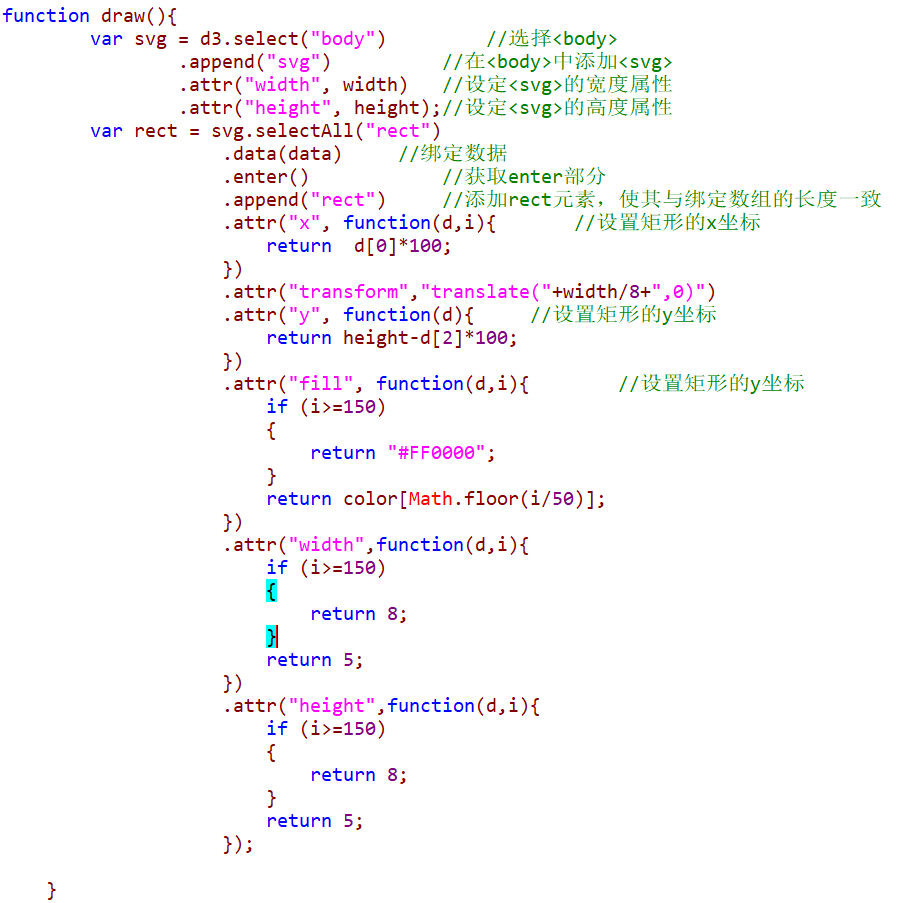 function draw(){
var svg = d3.select("body") //选择<body>
.append("svg") //在<body>中添加<svg>
.attr("width", width) //设定<svg>的宽度属性
.attr("height", height);//设定<svg>的高度属性
var rect = svg.selectAll("rect")
.data(data) //绑定数据
.enter() //获取enter部分
.append("rect") //添加rect元素，使其与绑定数组的长度一致
.attr("x", function(d,i){ //设置矩形的x坐标
return d[0]*100;
})
.attr("transform","translate("+width/8+",0)")
.attr("y", function(d){ //设置矩形的y坐标
return height-d[2]*100;
})
.attr("fill", function(d,i){ //设置矩形的y坐标
if (i>=150)
{
return "#FF0000";
}
return color[Math.floor(i/50)];
})
.attr("width",function(d,i){
if (i>=150)
{
return 8;
}
return 5;
})
.attr("height",function(d,i){
if (i>=150)
{
return 8;
}
return 5;
});
}